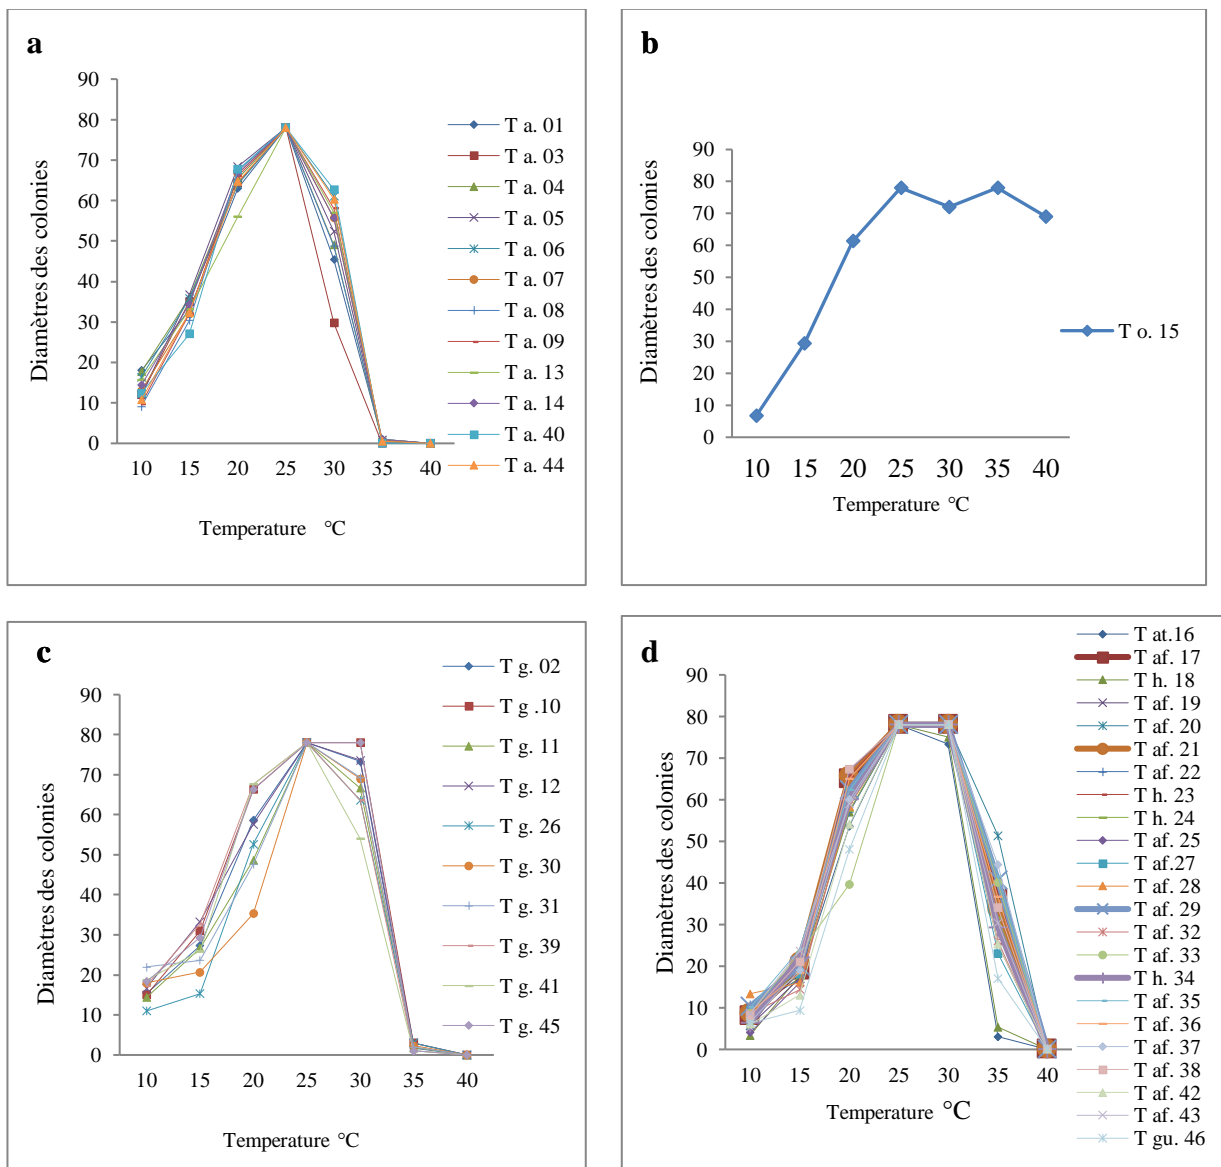 a
90
80
70
60
50
40
30
20
10
0
Diamètres des colonies
10 15 20 25 30 35 40
Temperature °C
T a. 01
T a. 03
T a. 04
T a. 05
T a. 06
T a. 07
T a. 08
T a. 09
T a. 13
T a. 14
T a. 40
T a. 44
b
90
80
70
60
50
40
30
20
10
0
Diamètres des colonies
10 15 20 25 30 35 40
Temperature °C
T o. 15
c
90
80
70
60
50
40
30
20
10
0
Diamètres des colonies
10 15 20 25 30 35 40
Temperature °C
T g. 02
T g .10
T g. 11
T g. 12
T g. 26
T g. 30
T g. 31
T g. 39
T g. 41
T g. 45
d
90
80
70
60
50
40
30
20
10
0
Diamètres des colonies
10 15 20 25 30 35 40
Temperature °C
T at.16
T af. 17
T h. 18
T af. 19
T af. 20
T af. 21
T af. 22
T h. 23
T h. 24
T af. 25
T af.27
T af. 28
T af. 29
T af. 32
T af. 33
T h. 34
T af. 35
T af. 36
T af. 37
T af. 38
T af. 42
T af. 43
T gu. 46